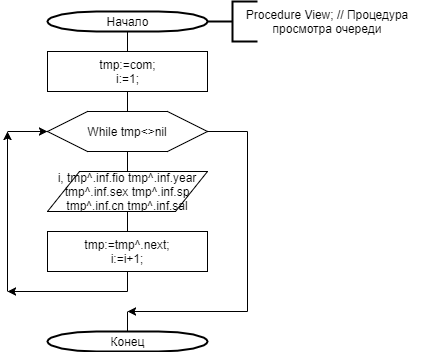 Начало
Procedure View; // Процедура
просмотра очереди
tmp:=com;
i:=1;
While tmp<>nil
i, tmp^.inf.fio tmp^.inf.year
tmp^.inf.sex tmp^.inf.sp
tmp^.inf.cn tmp^.inf.sal
tmp:=tmp^.next;
i:=i+1;
Конец